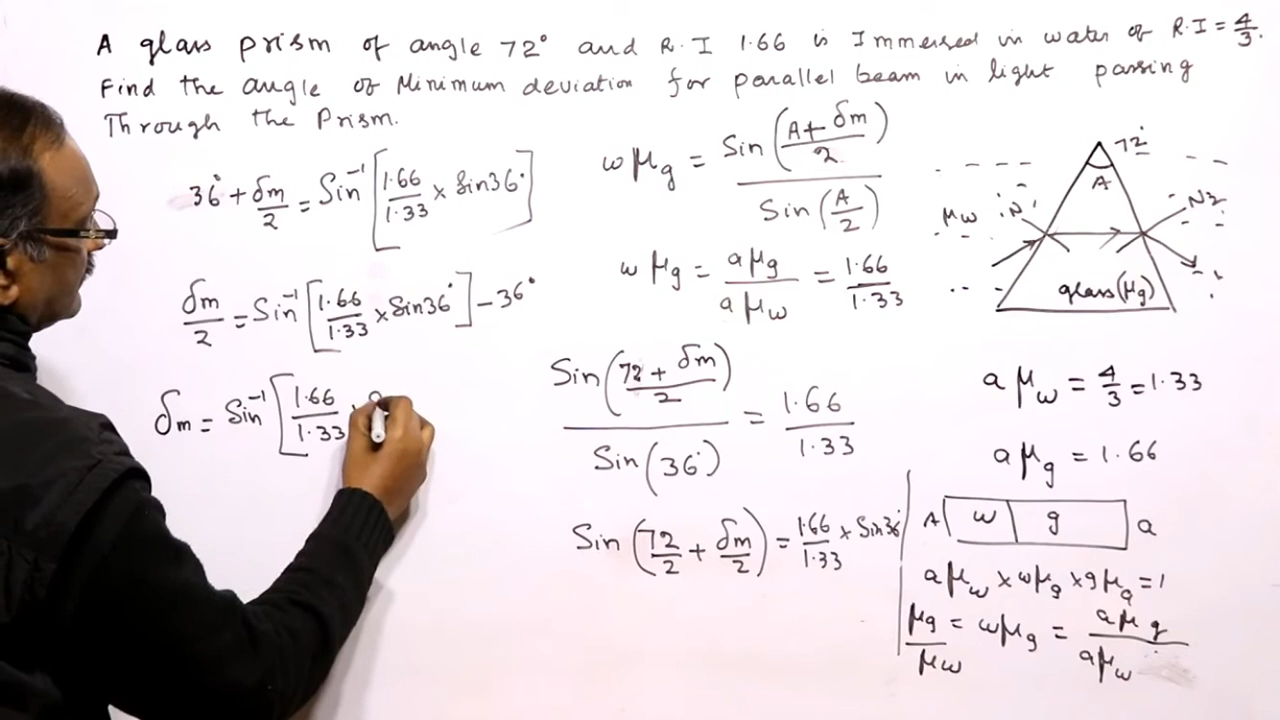 A glass prism of angle 72° and R.I 1.66 is Immersed in water of R.I = 4/3.
Find the angle of Minimum deviation for parallel beam in light passing
Through the Prism.
36° + δm/2 = Sin⁻¹ [1.66/1.33 × Sin36°]
δm/2 = Sin⁻¹ [1.66/1.33 × Sin36°] – 36°
δm = Sin⁻¹ [1.66/1.33
wμg = Sin((A + δm)/2) / Sin(A/2)
wμg = aμg/aμw = 1.66/1.33
Sin((72 + δm)/2) / Sin(36°) = 1.66/1.33
Sin(72/2 + δm/2) = 1.66/1.33 × Sin36°
72°
A
μw
N2
glass(μg)
aμw = 4/3 = 1.33
aμg = 1.66
A w g a
aμw × wμg × gμa = 1
μg/μw = wμg = aμg/aμw